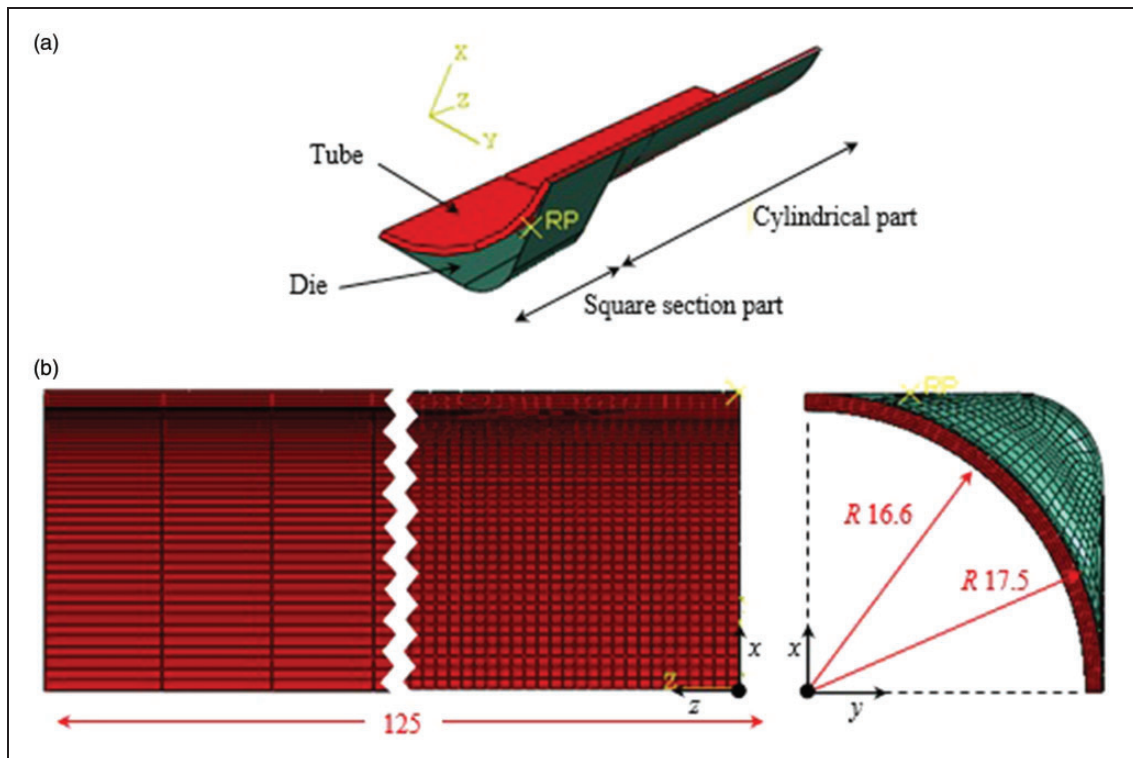 (a)
X
Z
Y
Tube
RP
Cylindrical part
Die
Square section part
(b)
RP
R 16.6
R 17.5
x
x
Z
z
y
125